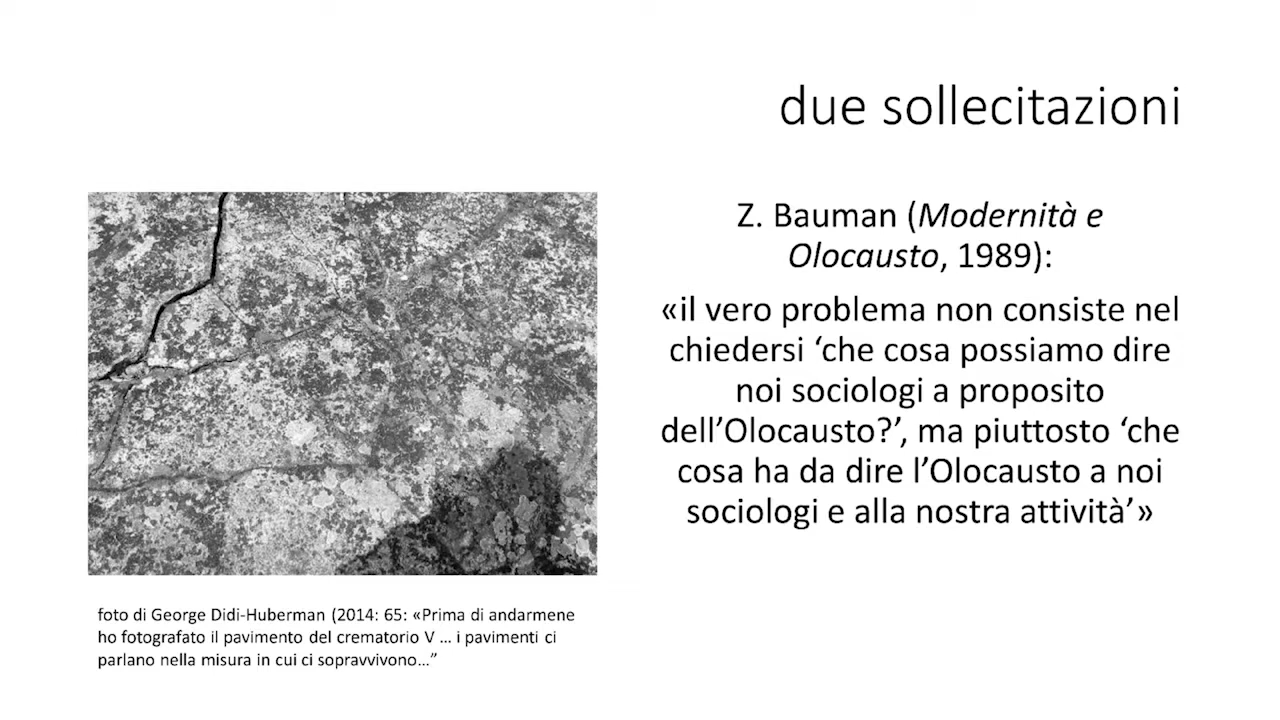 due sollecitazioni
Z. Bauman (Modernità e
Olocausto, 1989):
«il vero problema non consiste nel
chiedersi ‘che cosa possiamo dire
noi sociologi a proposito
dell’Olocausto?’, ma piuttosto ‘che
cosa ha da dire l’Olocausto a noi
sociologi e alla nostra attività’»
foto di George Didi-Huberman (2014: 65: «Prima di andarmene
ho fotografato il pavimento del crematorio V … i pavimenti ci
parlano nella misura in cui ci sopravvivono…”